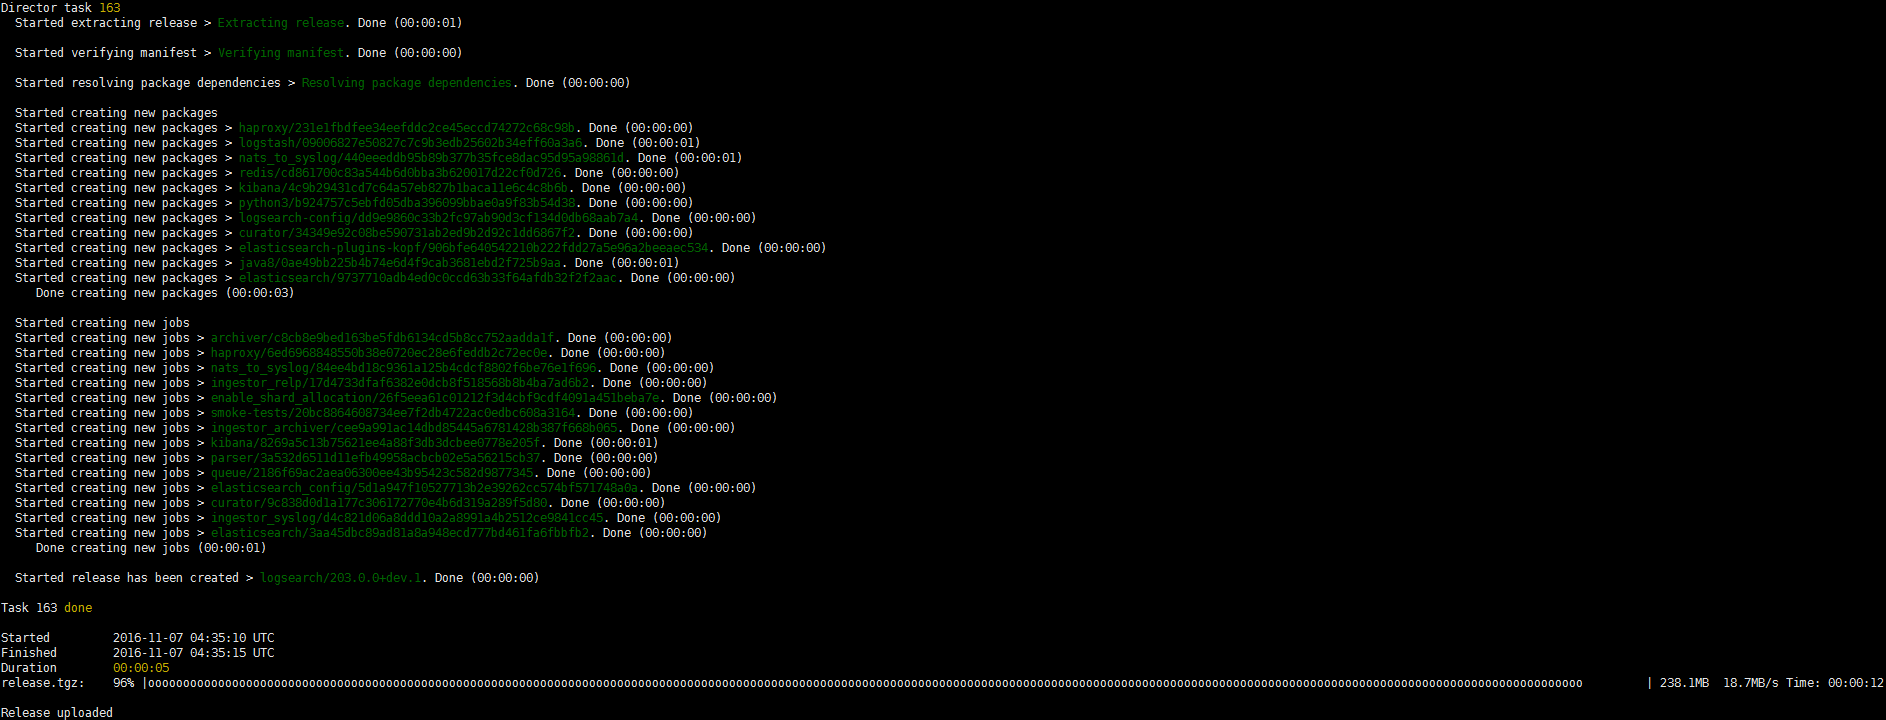 Director task 163
Started extracting release > Extracting release. Done (00:00:01)
Started verifying manifest > Verifying manifest. Done (00:00:00)
Started resolving package dependencies > Resolving package dependencies. Done (00:00:00)
Started creating new packages
Started creating new packages > haproxy/231e1fbdfee34eefddc2ce45eccd74272c68c98b. Done (00:00:00)
Started creating new packages > logstash/09006827e50827c7c9b3edb25602b34eff60a3a6. Done (00:00:01)
Started creating new packages > nats_to_syslog/440eeeddb95b89b377b35fce8dac95d95a98861d. Done (00:00:01)
Started creating new packages > redis/cd861700c83a544b6d0bba3b620017d22cf0d726. Done (00:00:00)
Started creating new packages > kibana/4c9b29431cd7c64a57eb827b1baca11e6c4c8b6b. Done (00:00:00)
Started creating new packages > python3/b924757c5ebfd05dba396099bbae0a9f83b54d38. Done (00:00:00)
Started creating new packages > logsearch-config/dd9e9860c33b2fc97ab90d3cf134d0db68aab7a4. Done (00:00:00)
Started creating new packages > curator/34349e92c08be590731ab2ed9b2d92c1dd6867f2. Done (00:00:00)
Started creating new packages > elasticsearch-plugins-kopf/906bfe640542210b222fdd27a5e96a2beeaec534. Done (00:00:00)
Started creating new packages > java8/0ae49bb225b4b74e6d4f9cab3681ebd2f725b9aa. Done (00:00:01)
Started creating new packages > elasticsearch/9737710adb4ed0c0ccd63b33f64afdb32f2f2aac. Done (00:00:00)
Done creating new packages (00:00:03)
Started creating new jobs
Started creating new jobs > archiver/c8cb8e9bed163be5fdb6134cd5b8cc752aadda1f. Done (00:00:00)
Started creating new jobs > haproxy/6ed6968848550b38e0720ec28e6feddb2c72ec0e. Done (00:00:00)
Started creating new jobs > nats_to_syslog/84ee4bd18c9361a125b4cdcf8802f6be76e1f696. Done (00:00:00)
Started creating new jobs > ingestor_relp/17d4733dfaf6382e0dcb8f518568b8b4ba7ad6b2. Done (00:00:00)
Started creating new jobs > enable_shard_allocation/26f5eea61c01212f3d4cbf9cdf4091a451beba7e. Done (00:00:00)
Started creating new jobs > smoke-tests/20bc8864608734ee7f2db4722ac0edbc608a3164. Done (00:00:00)
Started creating new jobs > ingestor_archiver/cee9a991ac14dbd85445a6781428b387f668b065. Done (00:00:00)
Started creating new jobs > kibana/8269a5c13b75621ee4a88f3db3dcbee0778e205f. Done (00:00:01)
Started creating new jobs > parser/3a532d6511d11efb49958acbcb02e5a56215cb37. Done (00:00:00)
Started creating new jobs > queue/2186f69ac2aea06300ee43b95423c582d9877345. Done (00:00:00)
Started creating new jobs > elasticsearch_config/5d1a947f10527713b2e39262cc574bf571748a0a. Done (00:00:00)
Started creating new jobs > curator/9c838d0d1a177c306172770e4b6d319a289f5d80. Done (00:00:00)
Started creating new jobs > ingestor_syslog/d4c821d06a8ddd10a2a8991a4b2512ce9841cc45. Done (00:00:00)
Started creating new jobs > elasticsearch/3aa45dbc89ad81a8a948ecd777bd461fa6fbbfb2. Done (00:00:00)
Done creating new jobs (00:00:01)
Started release has been created > logsearch/203.0.0+dev.1. Done (00:00:00)
Task 163 done
Started 2016-11-07 04:35:10 UTC
Finished 2016-11-07 04:35:15 UTC
Duration 00:00:05
release.tgz: 96% |ooooooooooooooooooooooooooooooooooooooooooooooooooooooooooooooooooooooooooooooooooooooooooooooooooooooooooooooooooooooooooooooooooooooooooooooooooooooooooooooooooooooooooooooooooooooooooooooooooooooooooooo | 238.1MB 18.7MB/s Time: 00:00:12
Release uploaded